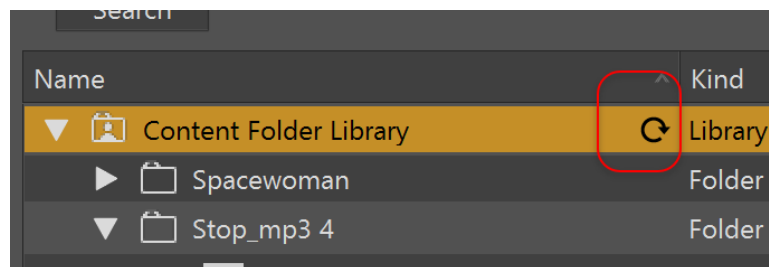 Search
Name Kind
Content Folder Library Library
Spacewoman Folder
Stop_mp3 4 Folder